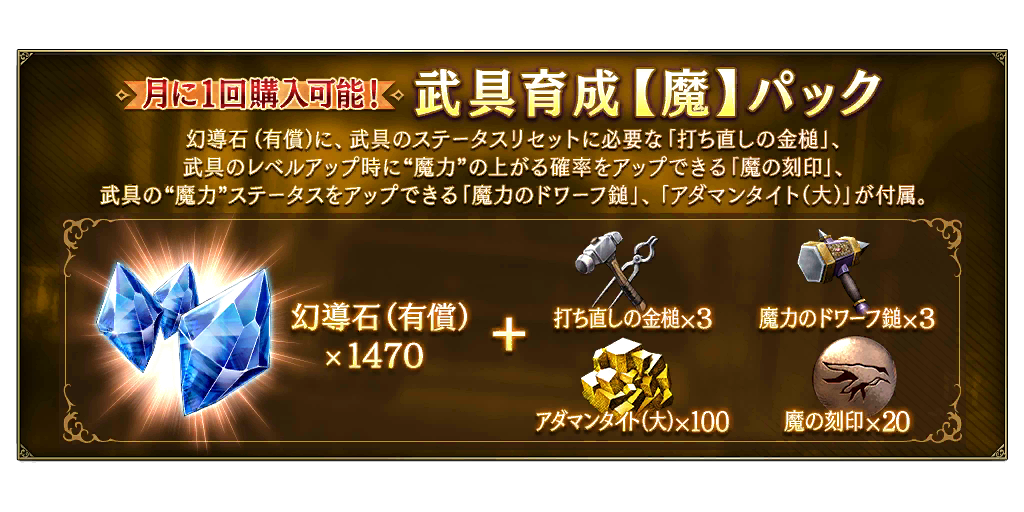 月に1回購入可能！ 武具育成【魔】パック
幻導石（有償）に、武具のステータスリセットに必要な「打ち直しの金槌」、
武具のレベルアップ時に“魔力”の上がる確率をアップできる「魔の刻印」、
武具の“魔力”ステータスをアップできる「魔力のドワーフ鎚」、「アダマンタイト（大）」が付属。
幻導石（有償）
×1470
+
打ち直しの金槌×3
魔力のドワーフ鎚×3
アダマンタイト（大）×100
魔の刻印×20